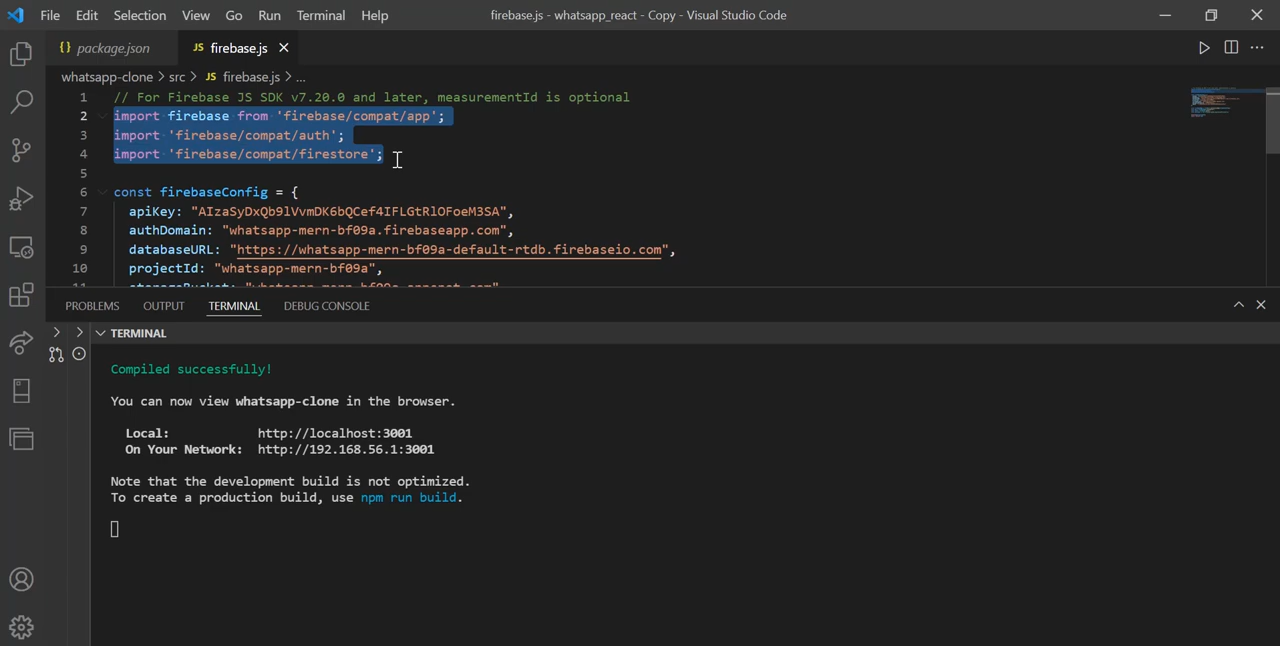 File Edit Selection View Go Run Terminal Help firebase.js - whatsapp_react - Copy - Visual Studio Code
{} package.json JS firebase.js
whatsapp-clone > src > JS firebase.js > ...
1 // For Firebase JS SDK v7.20.0 and later, measurementId is optional
2 import firebase from 'firebase/compat/app';
3 import 'firebase/compat/auth';
4 import 'firebase/compat/firestore';
5
6 const firebaseConfig = {
7 apiKey: "AIzaSyDxQb9lVvmDK6bQCef4IFLGtRlOFoeM3SA",
8 authDomain: "whatsapp-mern-bf09a.firebaseapp.com",
9 databaseURL: "https://whatsapp-mern-bf09a-default-rtdb.firebaseio.com",
10 projectId: "whatsapp-mern-bf09a",
PROBLEMS OUTPUT TERMINAL DEBUG CONSOLE
TERMINAL
Compiled successfully!
You can now view whatsapp-clone in the browser.
Local: http://localhost:3001
On Your Network: http://192.168.56.1:3001
Note that the development build is not optimized.
To create a production build, use npm run build.